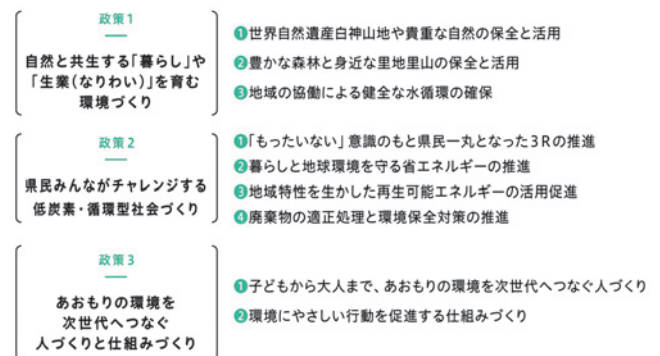 政策1
自然と共生する「暮らし」や
「生業(なりわい)」を育む
環境づくり
❶世界自然遺産白神山地や貴重な自然の保全と活用
❷豊かな森林と身近な里地里山の保全と活用
❸地域の協働による健全な水循環の確保
政策2
県民みんながチャレンジする
低炭素・循環型社会づくり
❶「もったいない」意識のもと県民一丸となった3Rの推進
❷暮らしと地球環境を守る省エネルギーの推進
❸地域特性を生かした再生可能エネルギーの活用促進
❹廃棄物の適正処理と環境保全対策の推進
政策3
あおもりの環境を
次世代へつなぐ
人づくりと仕組みづくり
❶子どもから大人まで、あおもりの環境を次世代へつなぐ人づくり
❷環境にやさしい行動を促進する仕組みづくり